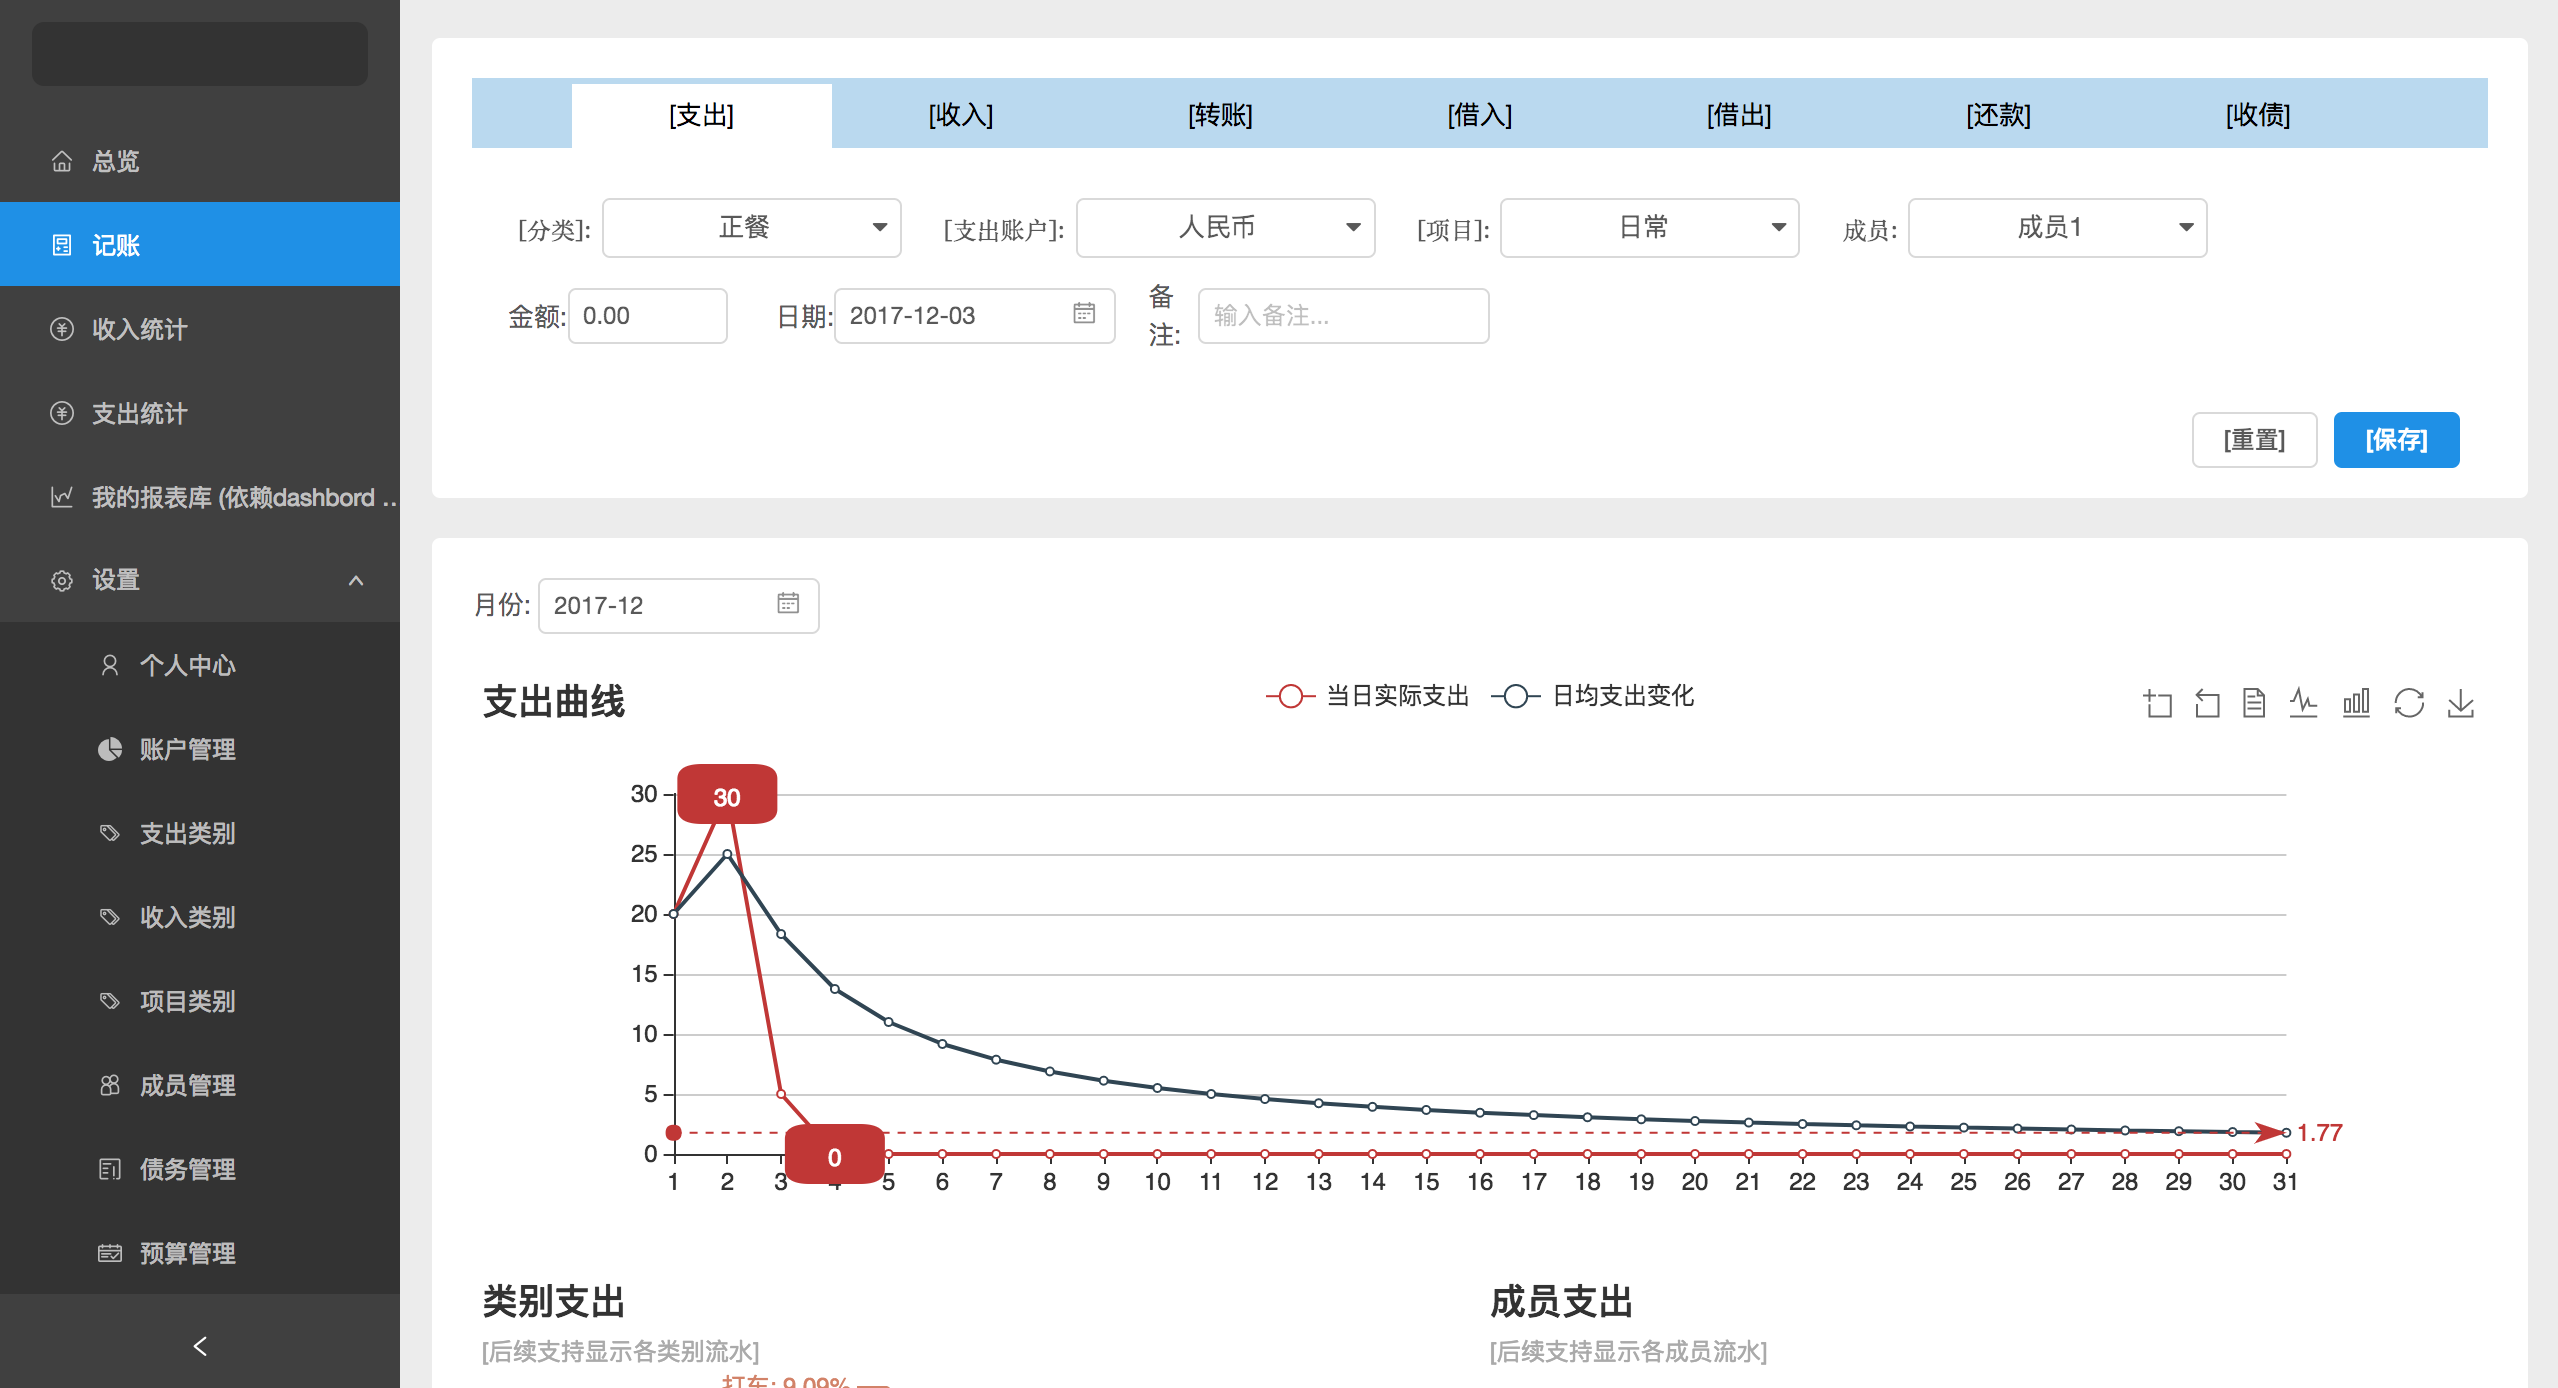 总览
记账
收入统计
支出统计
我的报表库 (依赖dashbord ..
设置
个人中心
账户管理
支出类别
收入类别
项目类别
成员管理
债务管理
预算管理
[支出] [收入] [转账] [借入] [借出] [还款] [收债]
[分类]: 正餐 [支出账户]: 人民币 [项目]: 日常 成员: 成员1
金额: 0.00 日期: 2017-12-03 备注: 输入备注...
[重置] [保存]
月份: 2017-12
支出曲线
当日实际支出 日均支出变化
30
30
25
20
15
10
5
1.77
0
0
1 2 3 4 5 6 7 8 9 10 11 12 13 14 15 16 17 18 19 20 21 22 23 24 25 26 27 28 29 30 31
类别支出 成员支出
[后续支持显示各类别流水] [后续支持显示各成员流水]
打车: 9.09%